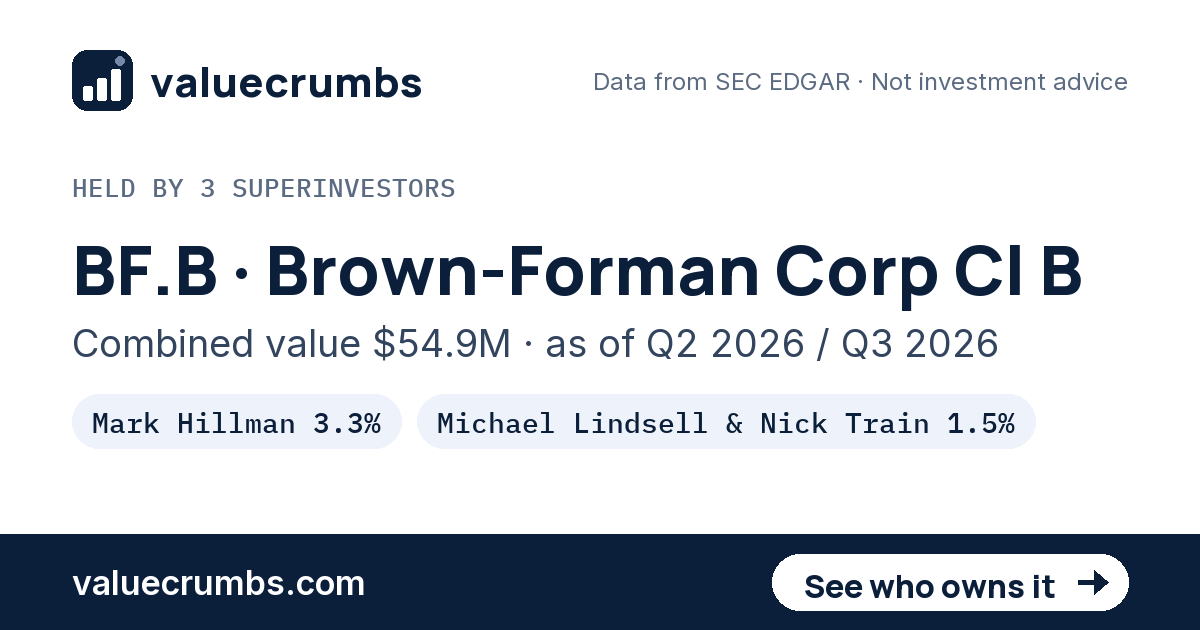 valuecrumbs
Data from SEC EDGAR · Not investment advice
HELD BY 3 SUPERINVESTORS
BF.B · Brown-Forman Corp Cl B
Combined value $54.9M · as of Q2 2026 / Q3 2026
Mark Hillman 3.3%
Michael Lindsell & Nick Train 1.5%
valuecrumbs.com
See who owns it